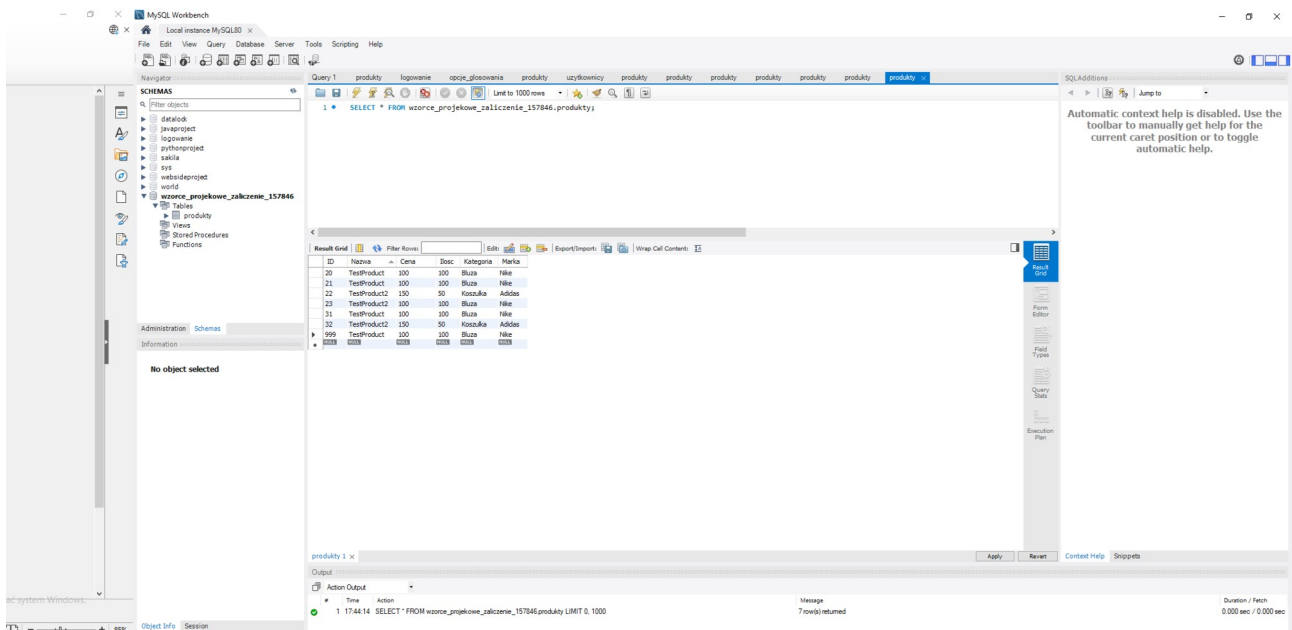 MySQL Workbench
Local instance MySQL80
File Edit View Query Database Server Tools Scripting Help
Navigator
SCHEMAS
Filter objects
datalock
javaproject
logowanie
pythonproject
sakila
sys
websideproject
world
wzorce_projekowe_zaliczenie_157846
Tables
produkty
Views
Stored Procedures
Functions
Administration Schemas
Information
No object selected
Object Info Session
Query 1 produkty logowanie opcje_glosowania produkty uzytkownicy produkty produkty produkty produkty produkty produkty produkty
Limit to 1000 rows
1 SELECT * FROM wzorce_projekowe_zaliczenie_157846.produkty;
Result Grid Filter Rows: Edit: Export/Import: Wrap Cell Content:
ID Nazwa Cena Ilosc Kategoria Marka
20 TestProduct 100 100 Bluza Nike
21 TestProduct 100 100 Bluza Nike
22 TestProduct2 150 50 Koszulka Adidas
23 TestProduct2 100 100 Bluza Nike
31 TestProduct 100 100 Bluza Nike
32 TestProduct2 150 50 Koszulka Adidas
999 TestProduct 100 100 Bluza Nike
NULL NULL NULL NULL NULL NULL
Result Grid
Form Editor
Field Types
Query Stats
Execution Plan
produkty 1 Apply Revert
Output
Action Output
# Time Action Message Duration / Fetch
1 17:44:14 SELECT * FROM wzorce_projekowe_zaliczenie_157846.produkty LIMIT 0, 1000 7 row(s) returned 0.000 sec / 0.000 sec
SQLAdditions
Jump to
Automatic context help is disabled. Use the
toolbar to manually get help for the
current caret position or to toggle
automatic help.
Context Help Snippets
ac system Windows.